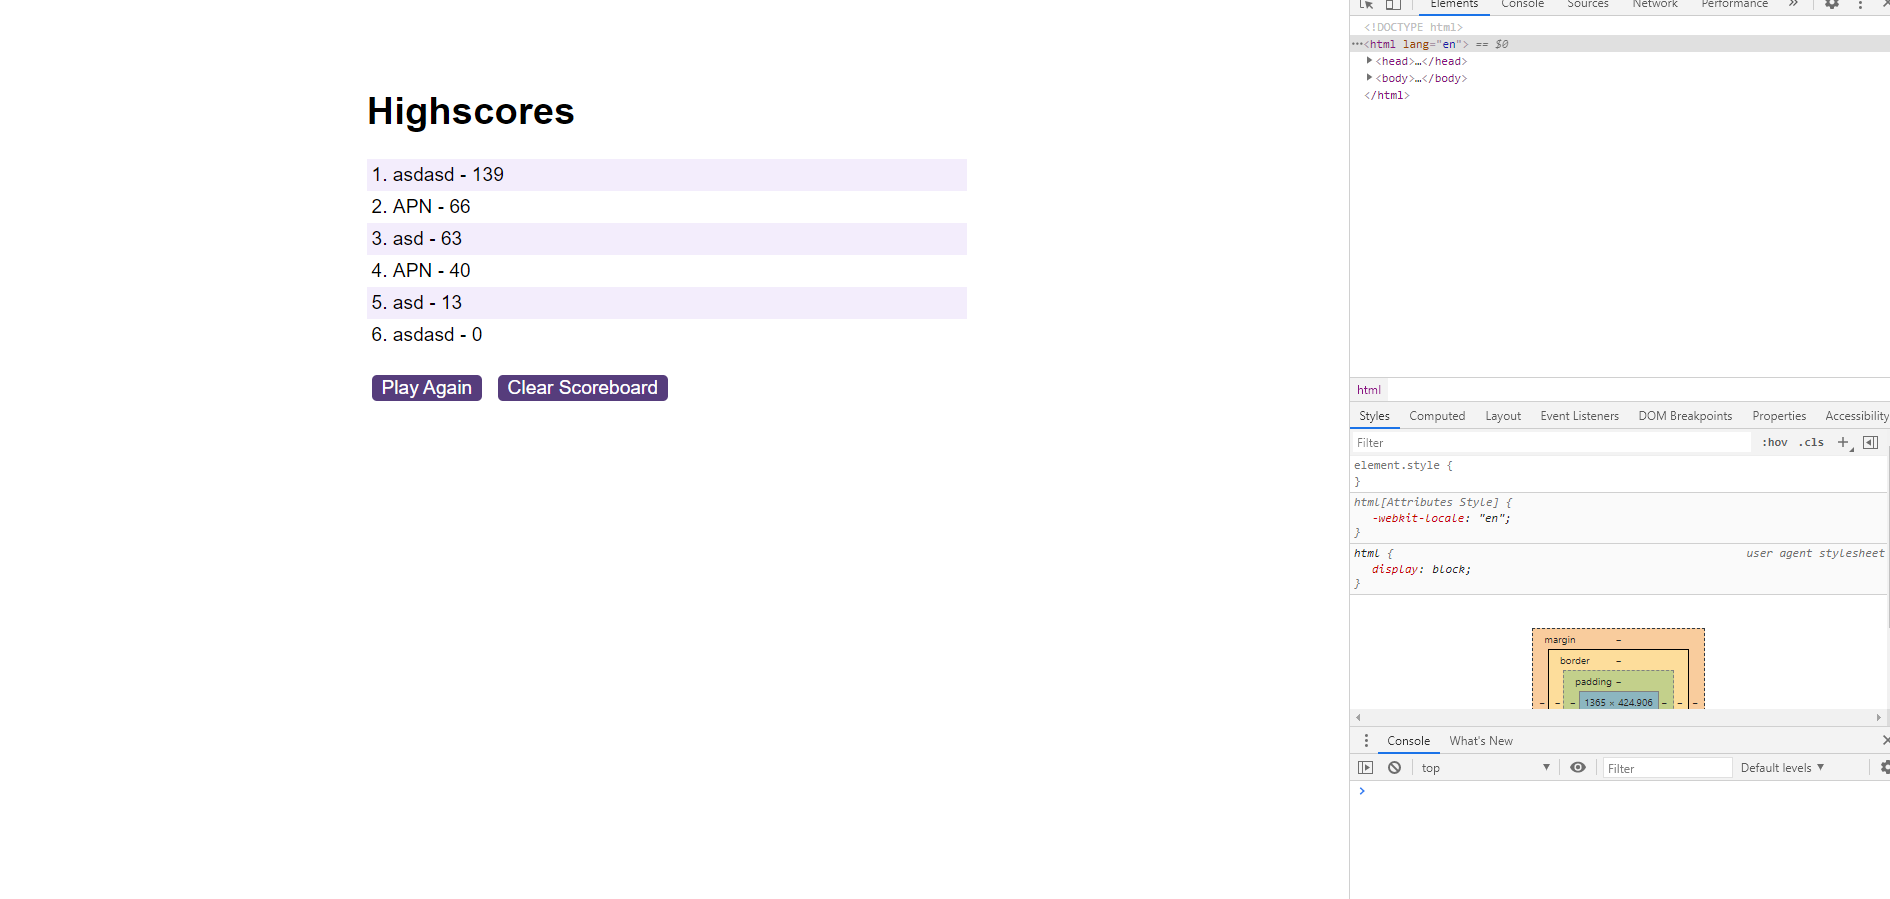 Highscores
1. asdasd - 139
2. APN - 66
3. asd - 63
4. APN - 40
5. asd - 13
6. asdasd - 0
Play Again Clear Scoreboard
Elements Console Sources Network Performance »
<!DOCTYPE html>
…<html lang="en"> == $0
<head>…</head>
<body>…</body>
</html>
html
Styles Computed Layout Event Listeners DOM Breakpoints Properties Accessibility
Filter :hov .cls +
element.style {
}
html[Attributes Style] {
-webkit-locale: "en";
}
html { user agent stylesheet
display: block;
}
margin –
border –
padding –
– – – 1365 × 424.906 – – –
Console What's New
top Filter Default levels